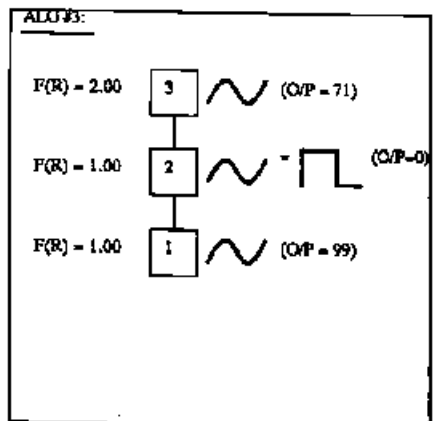 ALG #3:
F(R) = 2.00 3 (O/P = 71)
F(R) = 1.00 2 = (O/P=0)
F(R) = 1.00 1 (O/P = 99)